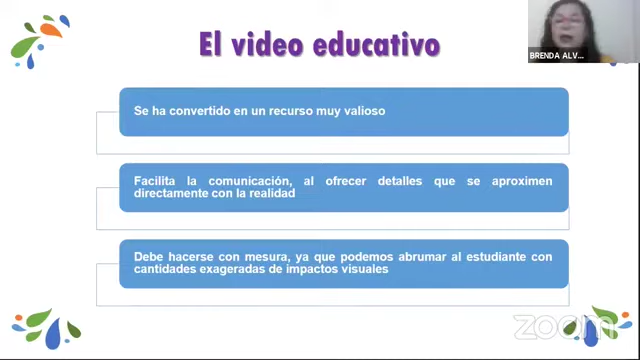 El video educativo
BRENDA ALV...
Se ha convertido en un recurso muy valioso
Facilita la comunicación, al ofrecer detalles que se aproximen
directamente con la realidad
Debe hacerse con mesura, ya que podemos abrumar al estudiante con
cantidades exageradas de impactos visuales
zoom